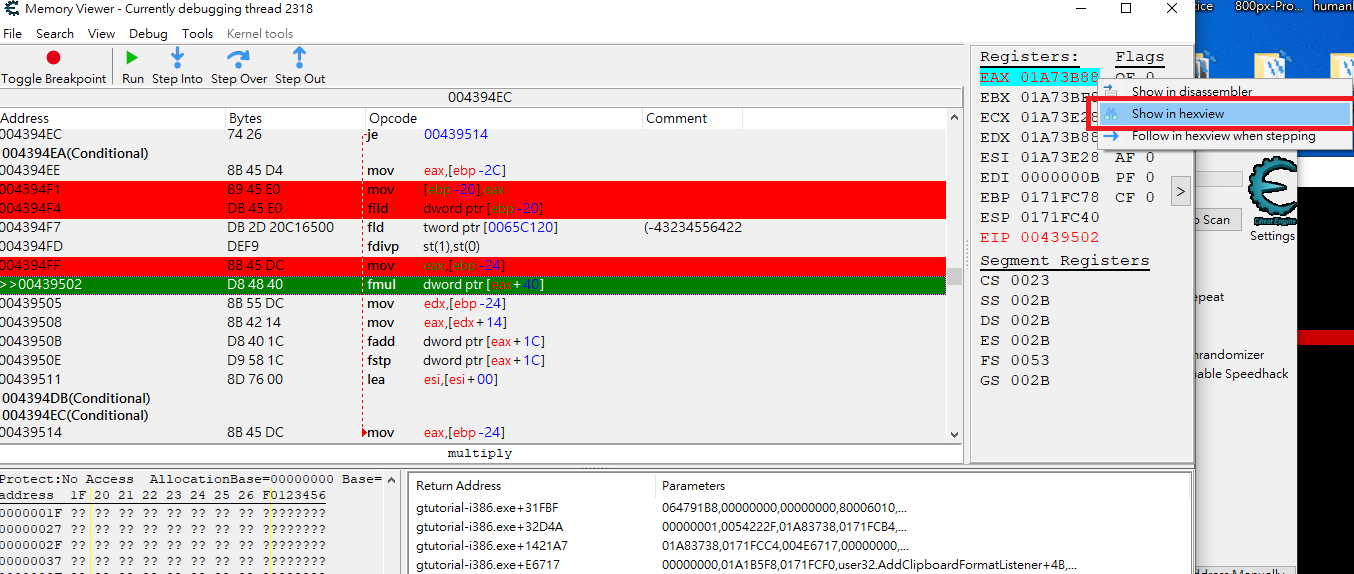 Memory Viewer - Currently debugging thread 2318
File Search View Debug Tools Kernel tools
Toggle Breakpoint Run Step Into Step Over Step Out
004394EC
Address Bytes Opcode Comment
004394EC 74 26 je 00439514
004394EA(Conditional)
004394EE 8B 45 D4 mov eax,[ebp-2C]
004394F1 89 45 E0 mov [ebp-20],eax
004394F4 DB 45 E0 fild dword ptr [ebp-20]
004394F7 DB 2D 20C16500 fld tword ptr [0065C120] (-43234556422
004394FD DEF9 fdivp st(1),st(0)
004394FF 8B 45 DC mov eax,[ebp-24]
>>00439502 D8 48 40 fmul dword ptr [eax+40]
00439505 8B 55 DC mov edx,[ebp-24]
00439508 8B 42 14 mov eax,[edx+14]
0043950B D8 40 1C fadd dword ptr [eax+1C]
0043950E D9 58 1C fstp dword ptr [eax+1C]
00439511 8D 76 00 lea esi,[esi+00]
004394DB(Conditional)
004394EC(Conditional)
00439514 8B 45 DC mov eax,[ebp-24]
multiply
Registers: Flags
EAX 01A73B88 OF 0
EBX 01A73BF8
ECX 01A73E28
EDX 01A73B88
ESI 01A73E28 AF 0
EDI 0000000B PF 0
EBP 0171FC78 CF 0
ESP 0171FC40
EIP 00439502
Segment Registers
CS 0023
SS 002B
DS 002B
ES 002B
FS 0053
GS 002B
>
Show in disassembler
Show in hexview
Follow in hexview when stepping
Protect:No Access AllocationBase=00000000 Base=
address 1F 20 21 22 23 24 25 26 F0123456
0000001F ?? ?? ?? ?? ?? ?? ?? ?? ????????
00000027 ?? ?? ?? ?? ?? ?? ?? ?? ????????
0000002F ?? ?? ?? ?? ?? ?? ?? ?? ????????
00000037 ?? ?? ?? ?? ?? ?? ?? ?? ????????
Return Address Parameters
gtutorial-i386.exe+31FBF 064791B8,00000000,00000000,80006010,...
gtutorial-i386.exe+32D4A 00000001,0054222F,01A83738,0171FCB4,...
gtutorial-i386.exe+1421A7 01A83738,0171FCC4,004E6717,00000000,...
gtutorial-i386.exe+E6717 00000000,01A1B5F8,0171FCF0,user32.AddClipboardFormatListener+4B,...
800px-Pro...
Scan
Cheat Engine
Settings
epeat
nrandomizer
able Speedhack